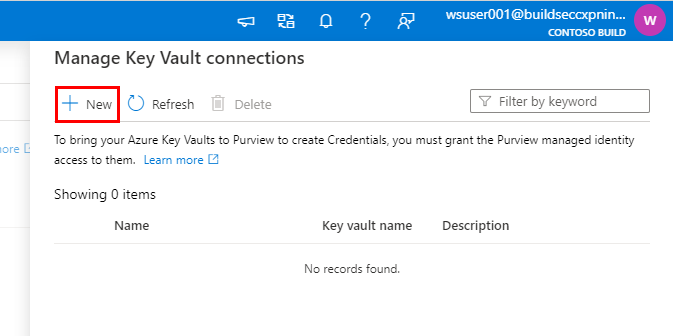 wsuser001@buildseccxpnin...
CONTOSO BUILD
W
Manage Key Vault connections
New Refresh Delete Filter by keyword
To bring your Azure Key Vaults to Purview to create Credentials, you must grant the Purview managed identity
access to them. Learn more
Showing 0 items
Name Key vault name Description
No records found.